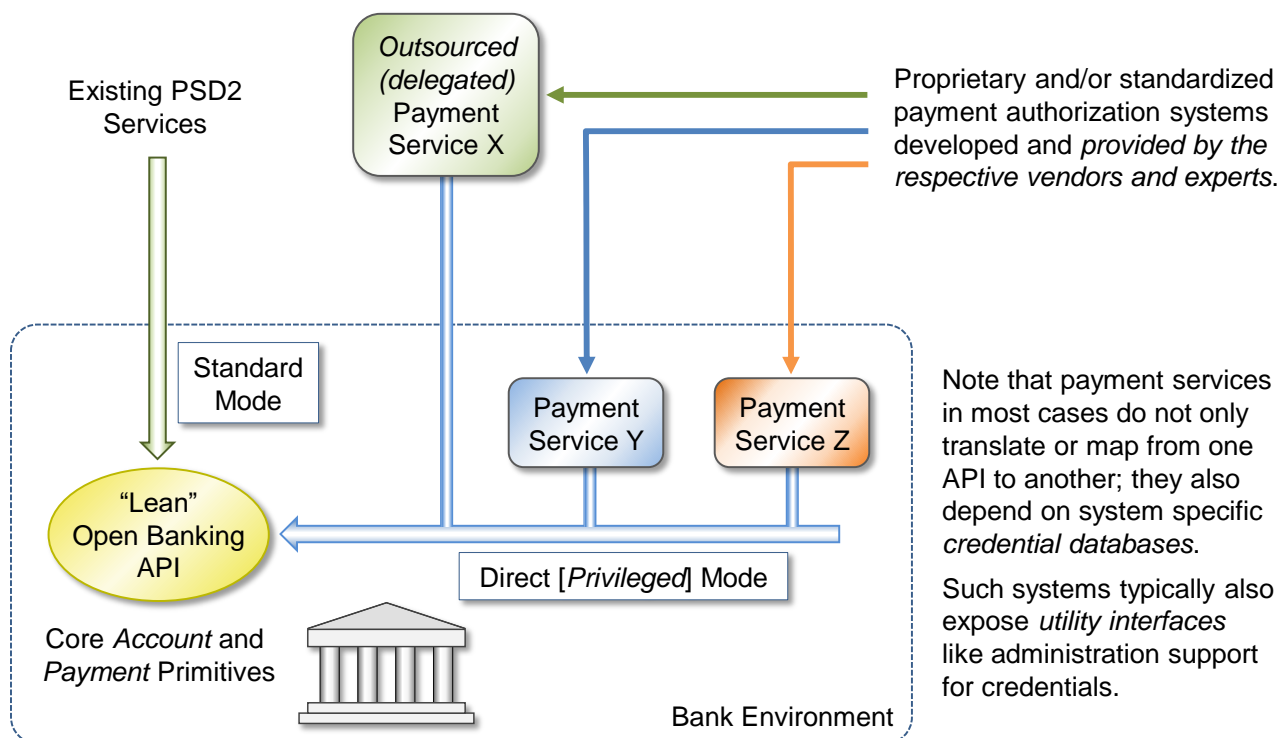 Existing PSD2
Services
Outsourced
(delegated)
Payment
Service X
Proprietary and/or standardized
payment authorization systems
developed and provided by the
respective vendors and experts.
Standard
Mode
Payment
Service Y
Payment
Service Z
“Lean”
Open Banking
API
Direct [Privileged] Mode
Core Account and
Payment Primitives
Bank Environment
Note that payment services
in most cases do not only
translate or map from one
API to another; they also
depend on system specific
credential databases.
Such systems typically also
expose utility interfaces
like administration support
for credentials.